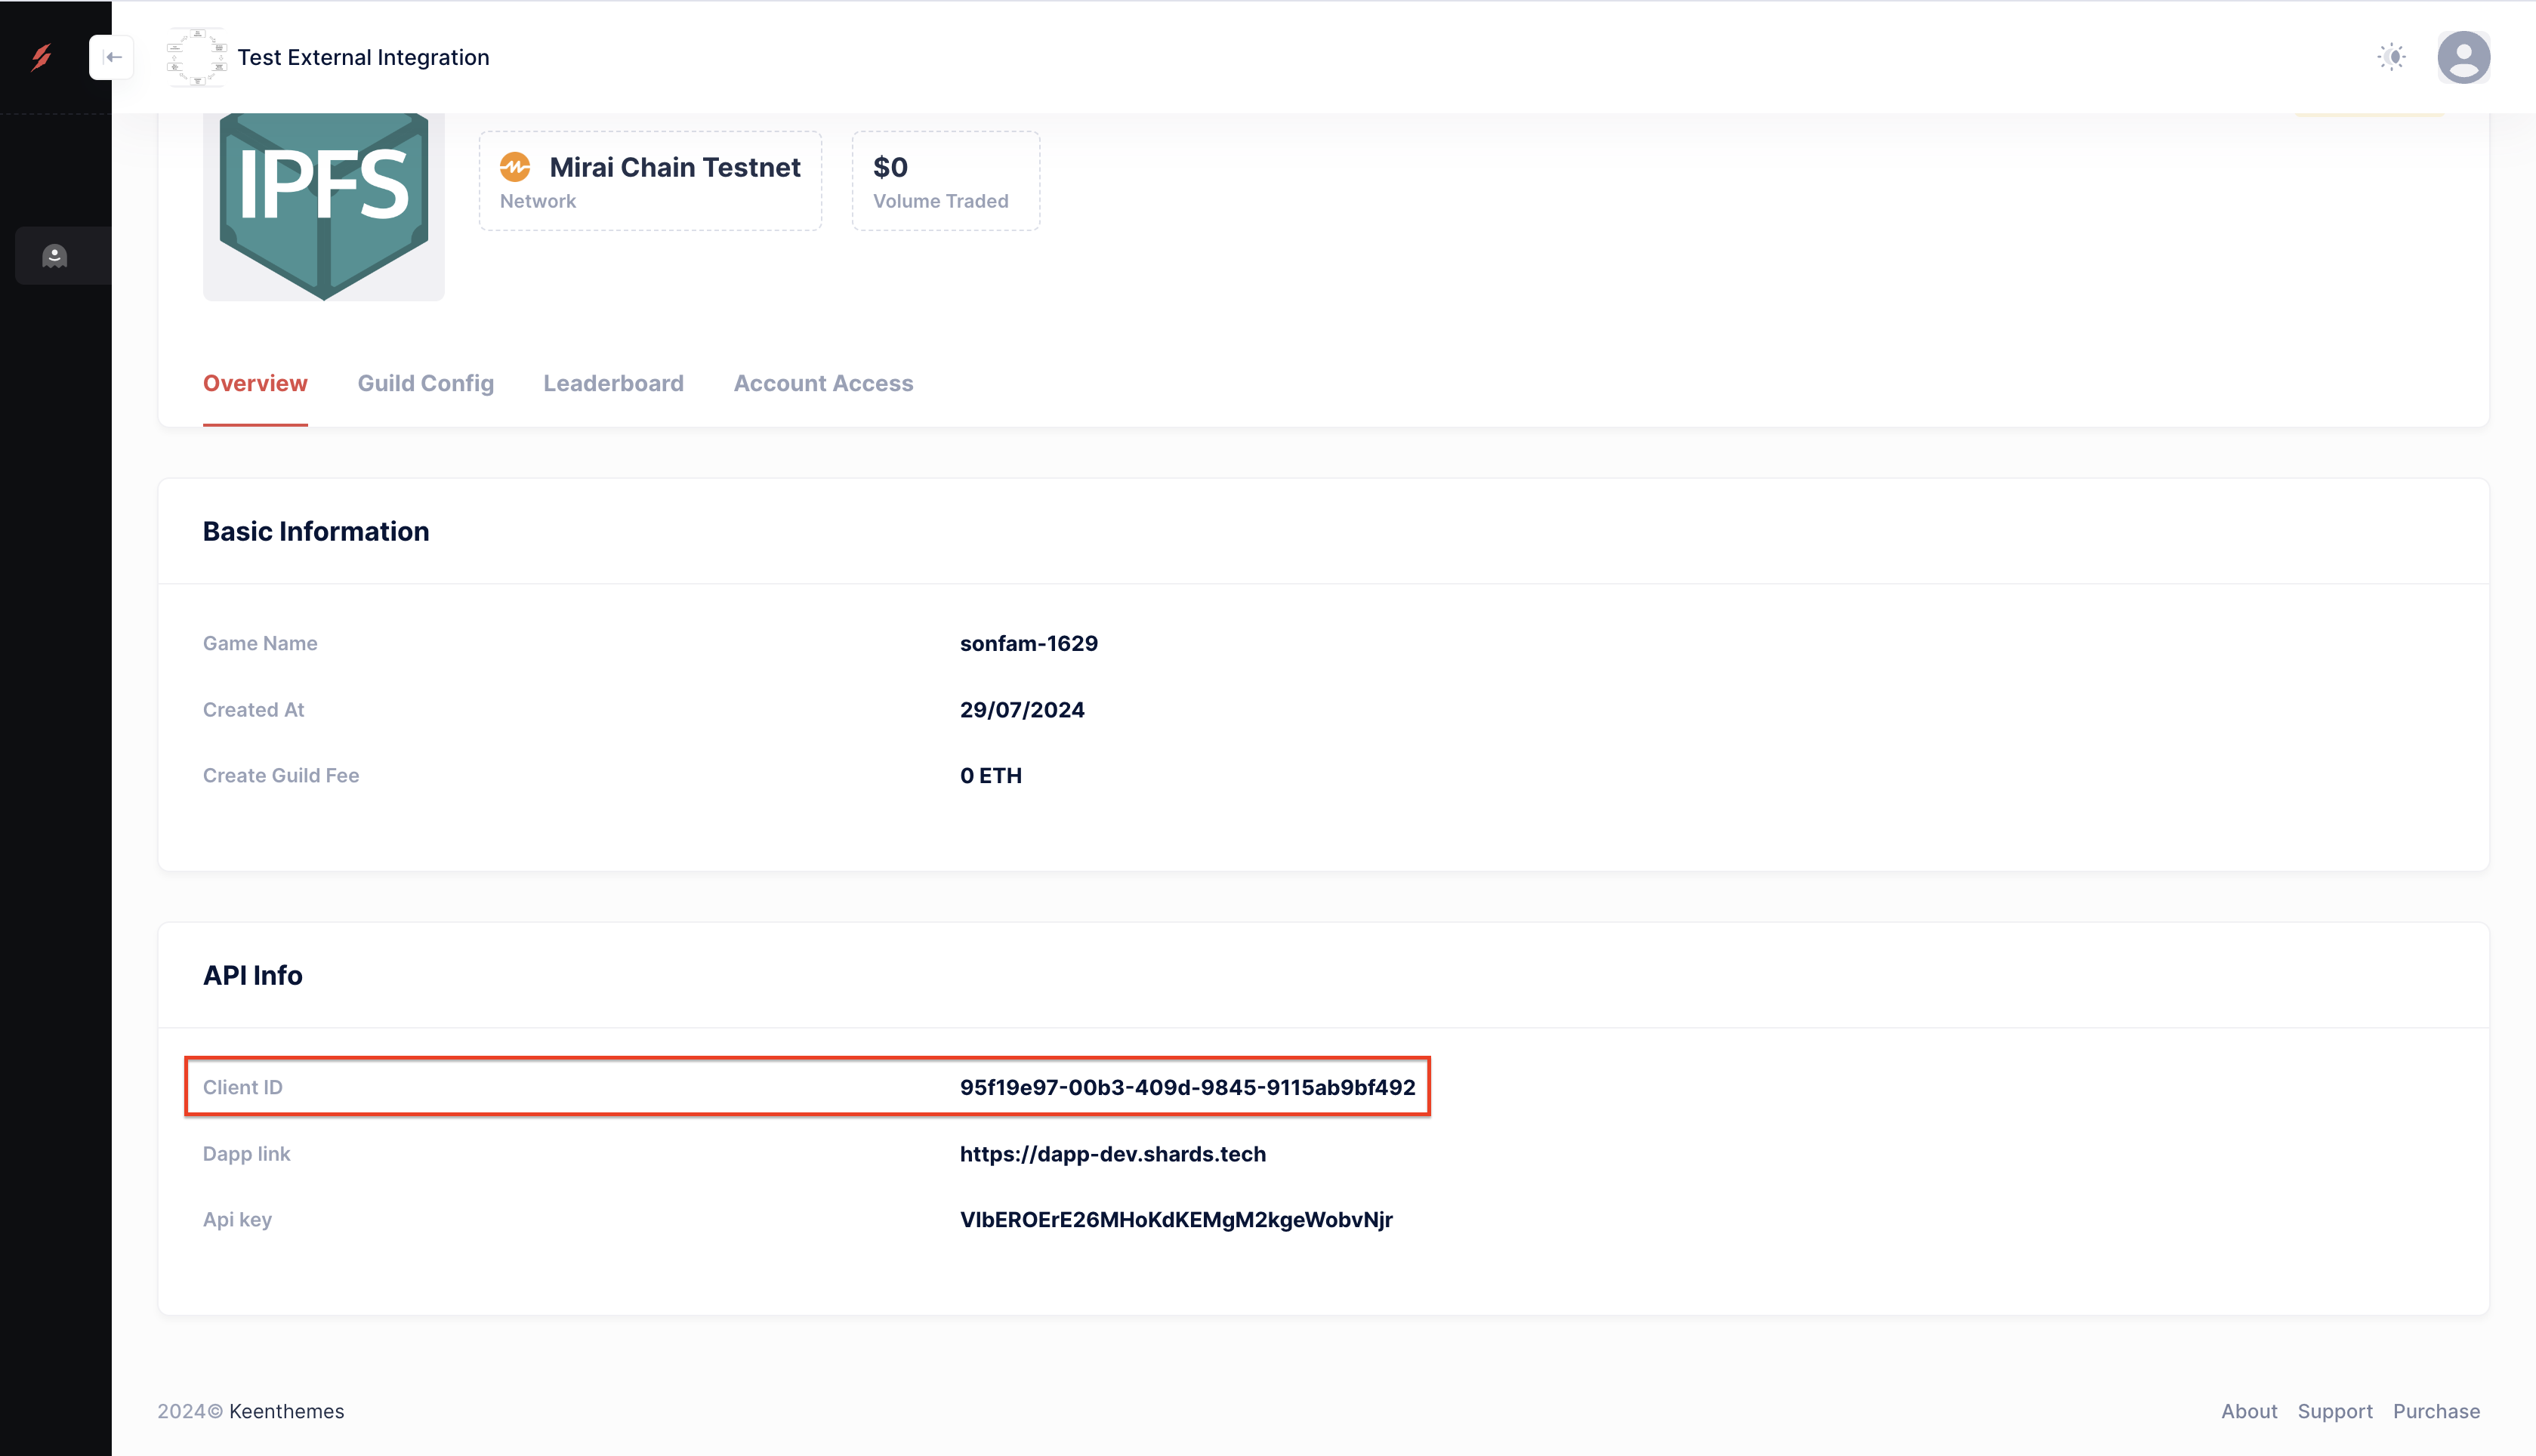 Test External Integration
IPFS
Mirai Chain Testnet
Network
$0
Volume Traded
Overview
Guild Config
Leaderboard
Account Access
Basic Information
Game Name
sonfam-1629
Created At
29/07/2024
Create Guild Fee
0 ETH
API Info
Client ID
95f19e97-00b3-409d-9845-9115ab9bf492
Dapp link
https://dapp-dev.shards.tech
Api key
VlbEROErE26MHoKdKEMgM2kgeWobvNjr
2024© Keenthemes
About Support Purchase